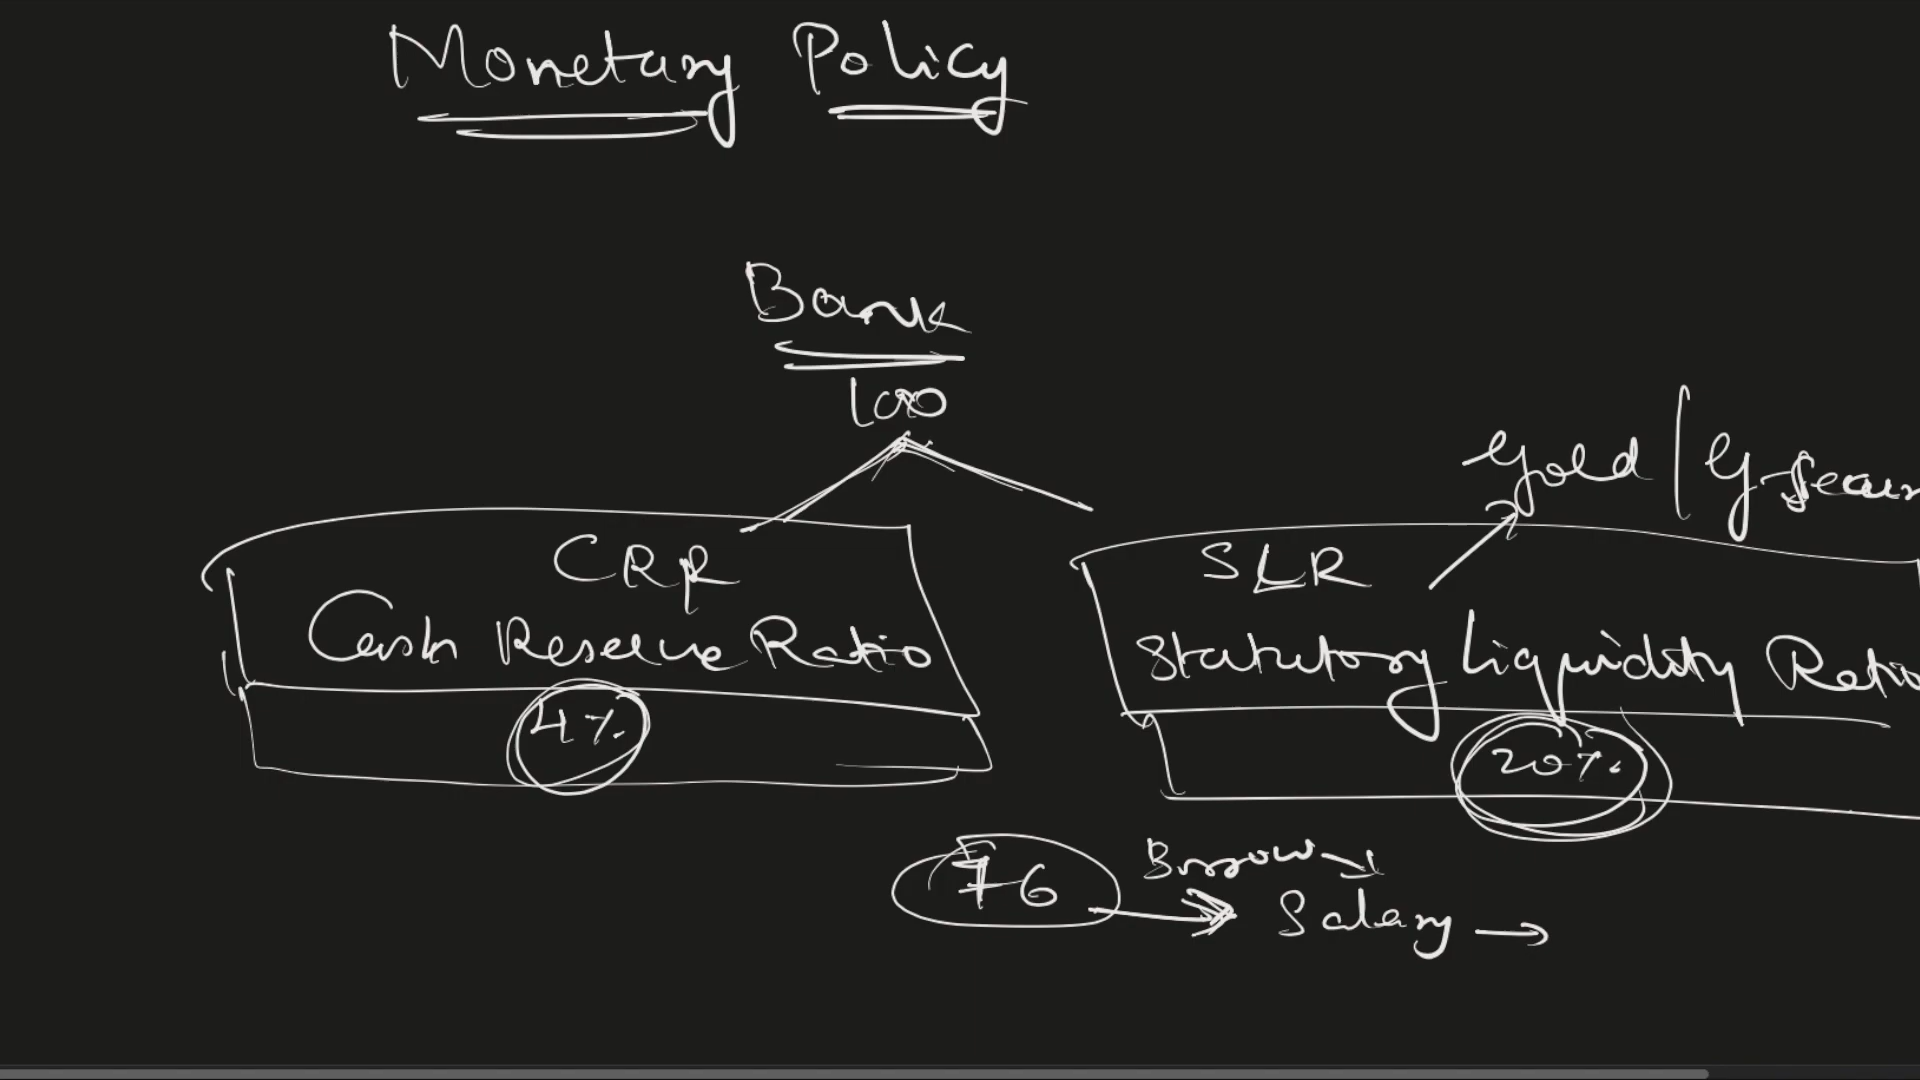 Monetary Policy
Bank
100
Gold | G-Secur
CRR
SLR
Cash Reserve Ratio
Statutory Liquidity Ratio
4%
20%
76
Borrow
Salary →